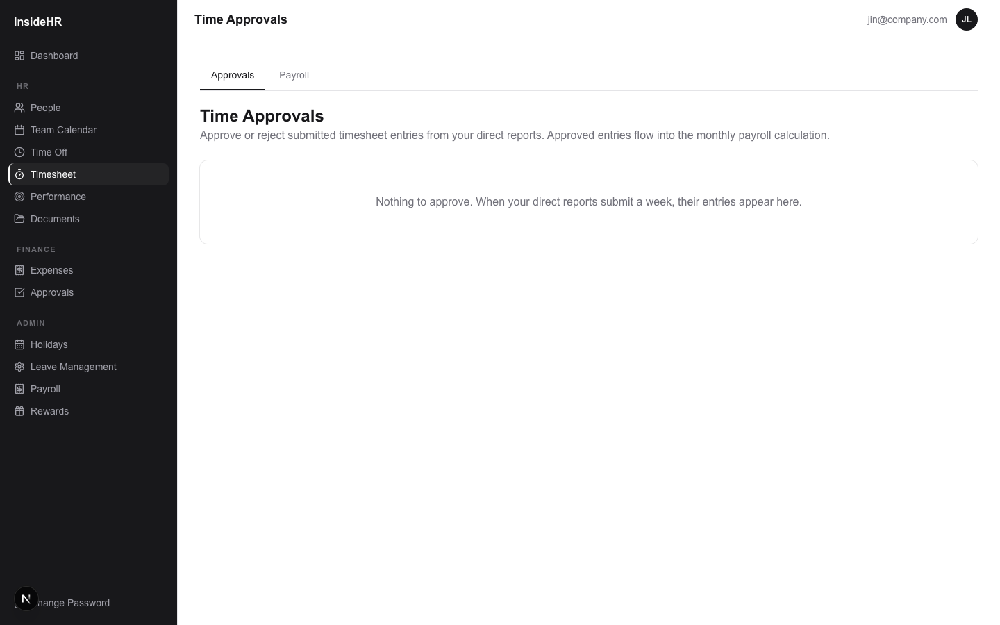 InsideHR
Dashboard
HR
People
Team Calendar
Time Off
Timesheet
Performance
Documents
FINANCE
Expenses
Approvals
ADMIN
Holidays
Leave Management
Payroll
Rewards
N
hange Password
Time Approvals
jin@company.com
JL
Approvals
Payroll
Time Approvals
Approve or reject submitted timesheet entries from your direct reports. Approved entries flow into the monthly payroll calculation.
Nothing to approve. When your direct reports submit a week, their entries appear here.